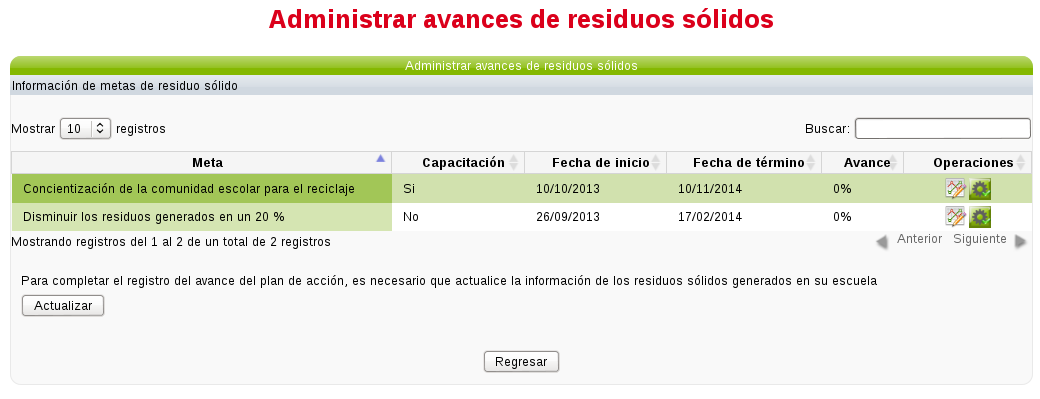 Administrar avances de residuos sólidos
Administrar avances de residuos sólidos
Información de metas de residuo sólido
Mostrar 10 registros Buscar:
Meta Capacitación Fecha de inicio Fecha de término Avance Operaciones
Concientización de la comunidad escolar para el reciclaje Si 10/10/2013 10/11/2014 0%
Disminuir los residuos generados en un 20 % No 26/09/2013 17/02/2014 0%
Mostrando registros del 1 al 2 de un total de 2 registros Anterior Siguiente
Para completar el registro del avance del plan de acción, es necesario que actualice la información de los residuos sólidos generados en su escuela
Actualizar
Regresar